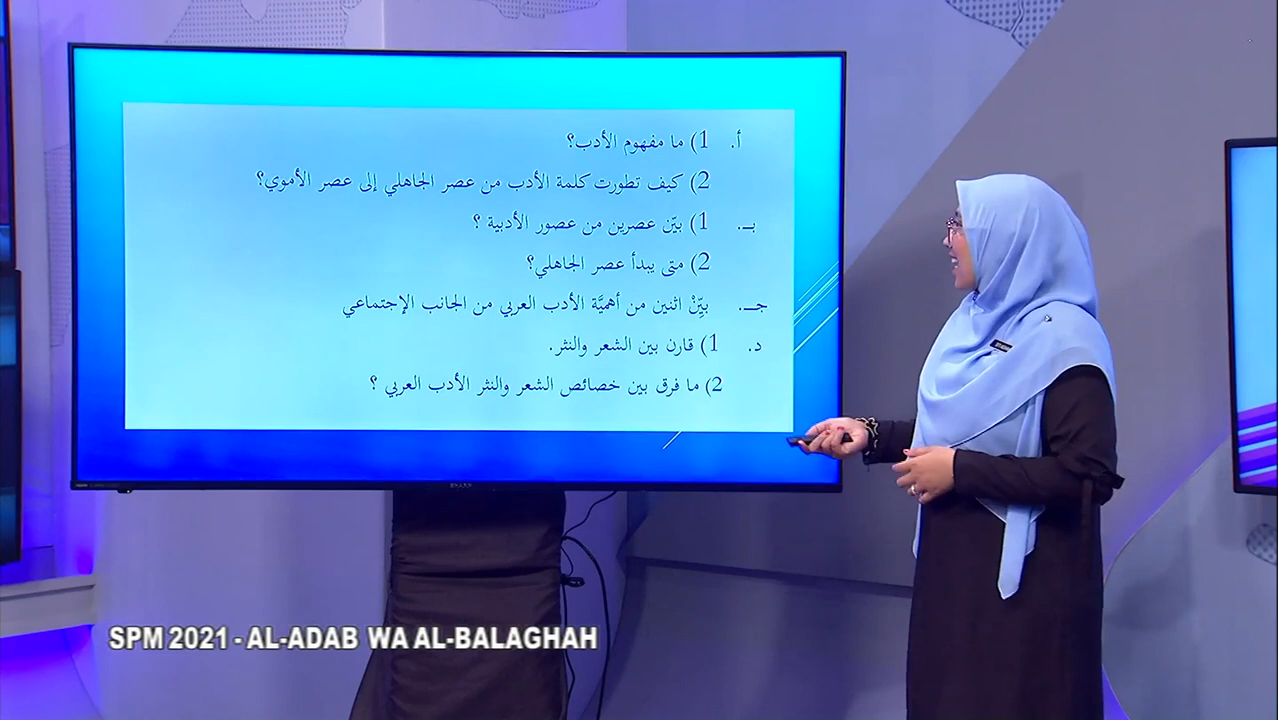 أ. 1) ما مفهوم الأدب؟
2) كيف تطورت كلمة الأدب من عصر الجاهلي إلى عصر الأموي؟
بـ. 1) بيّن عصرين من عصور الأدبية ؟
2) متى يبدأ عصر الجاهلي؟
جـ. بيّنْ اثنين من أهميَّة الأدب العربي من الجانب الإجتماعي
د. 1) قارن بين الشعر والنثر.
2) ما فرق بين خصائص الشعر والنثر الأدب العربي ؟
SPM 2021 - AL-ADAB WA AL-BALAGHAH